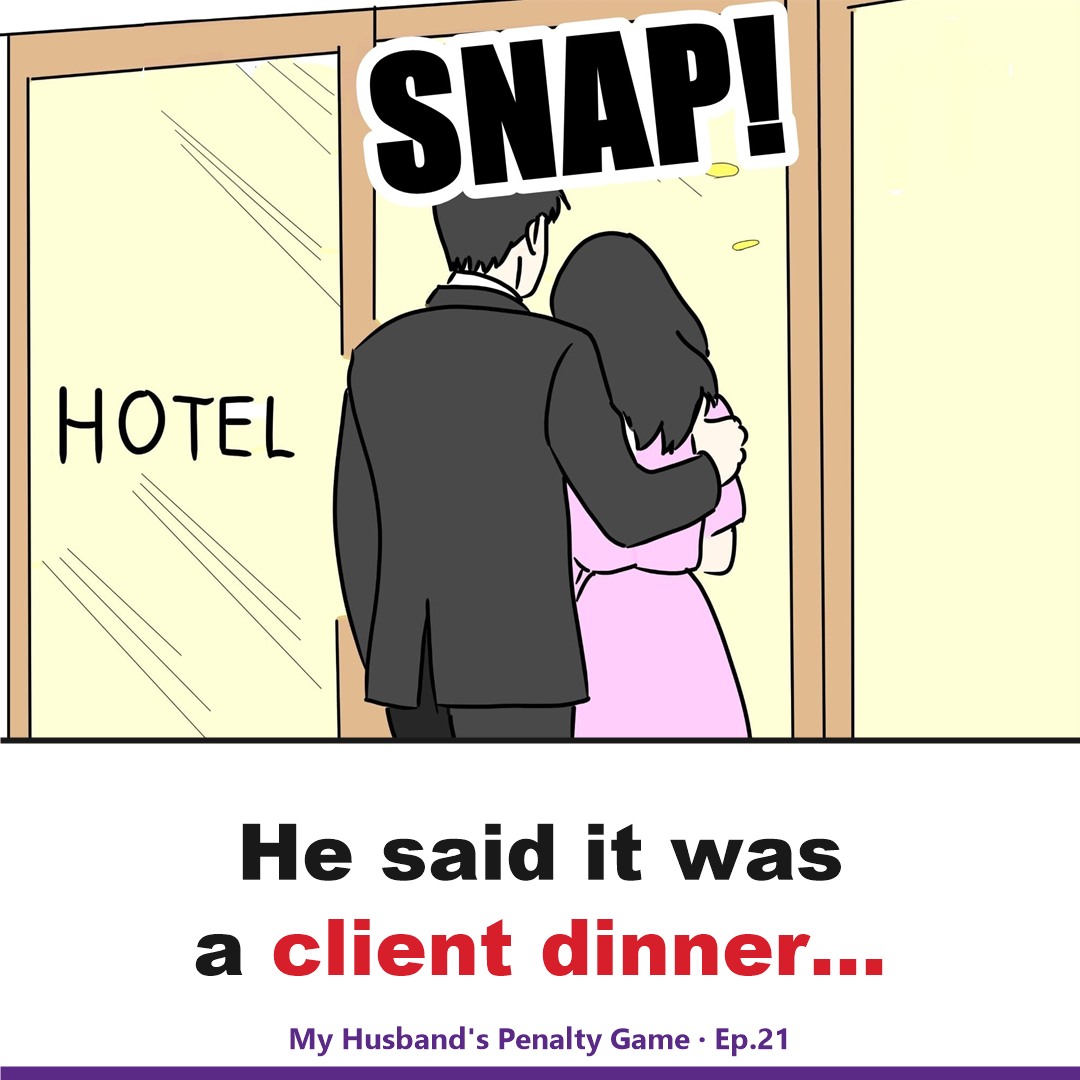 SNAP!
HOTEL
He said it was
a client dinner...
My Husband's Penalty Game · Ep.21